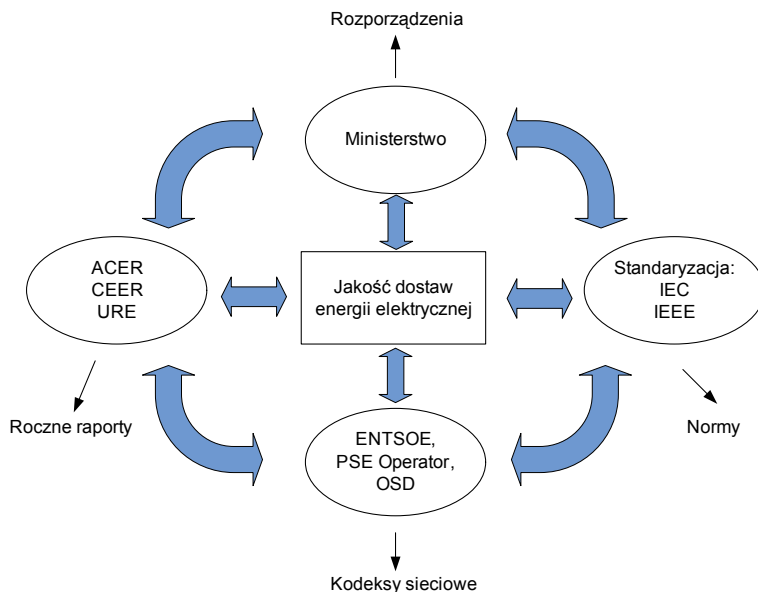 Rozporządzenia
Ministerstwo
ACER
CEER
URE
Jakość dostaw
energii elektrycznej
Standaryzacja:
IEC
IEEE
Roczne raporty
Normy
ENTSOE,
PSE Operator,
OSD
Kodeksy sieciowe